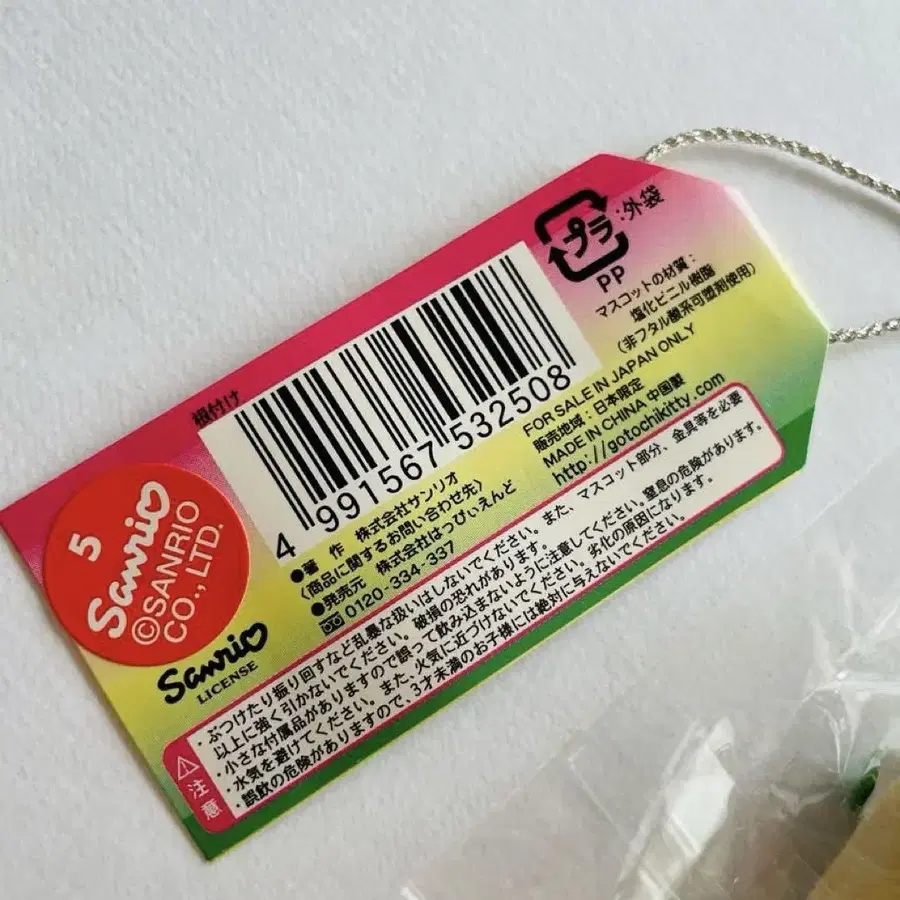 根付け
4 991567 532508
プラ :外袋
PP
マスコットの材質：
塩化ビニル樹脂
(非フタル酸系可塑剤使用)
FOR SALE IN JAPAN ONLY
販売地域：日本限定
MADE IN CHINA 中国製
http://gotochikitty.com
●著 作 株式会社サンリオ
〈商品に関するお問い合わせ先〉
●発売元 株式会社はっぴぃえんど
0120-334-337
5
Sanrio
©SANRIO
CO.,LTD.
Sanrio
LICENSE
注意
・ぶつけたり振り回すなど乱暴な扱いはしないでください。また、マスコット部分、金具等を必要
以上に強く引かないでください。破損の恐れがあります。
・小さな付属品がありますので誤って飲み込まないように注意してください。窒息の危険があります。
・水気を避けてください。また、火気に近づけないでください。劣化の原因になります。
・誤飲の危険がありますので、3才未満のお子様には絶対に与えないでください。